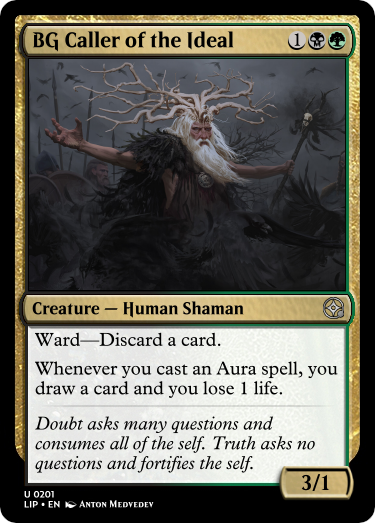 BG Caller of the Ideal 1
Creature — Human Shaman
Ward—Discard a card.
Whenever you cast an Aura spell, you
draw a card and you lose 1 life.
Doubt asks many questions and
consumes all of the self. Truth asks no
questions and fortifies the self.
3/1
U 0201
LIP • EN Anton Medvedev